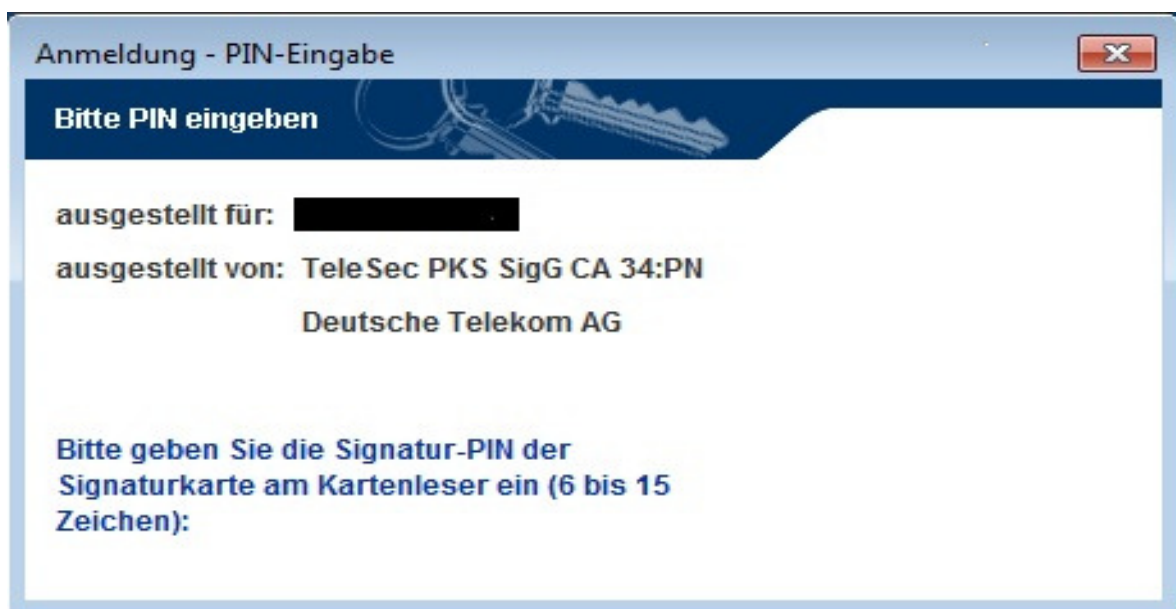 Anmeldung - PIN-Eingabe
Bitte PIN eingeben
ausgestellt für:
ausgestellt von: TeleSec PKS SigG CA 34:PN
Deutsche Telekom AG
Bitte geben Sie die Signatur-PIN der
Signaturkarte am Kartenleser ein (6 bis 15
Zeichen):